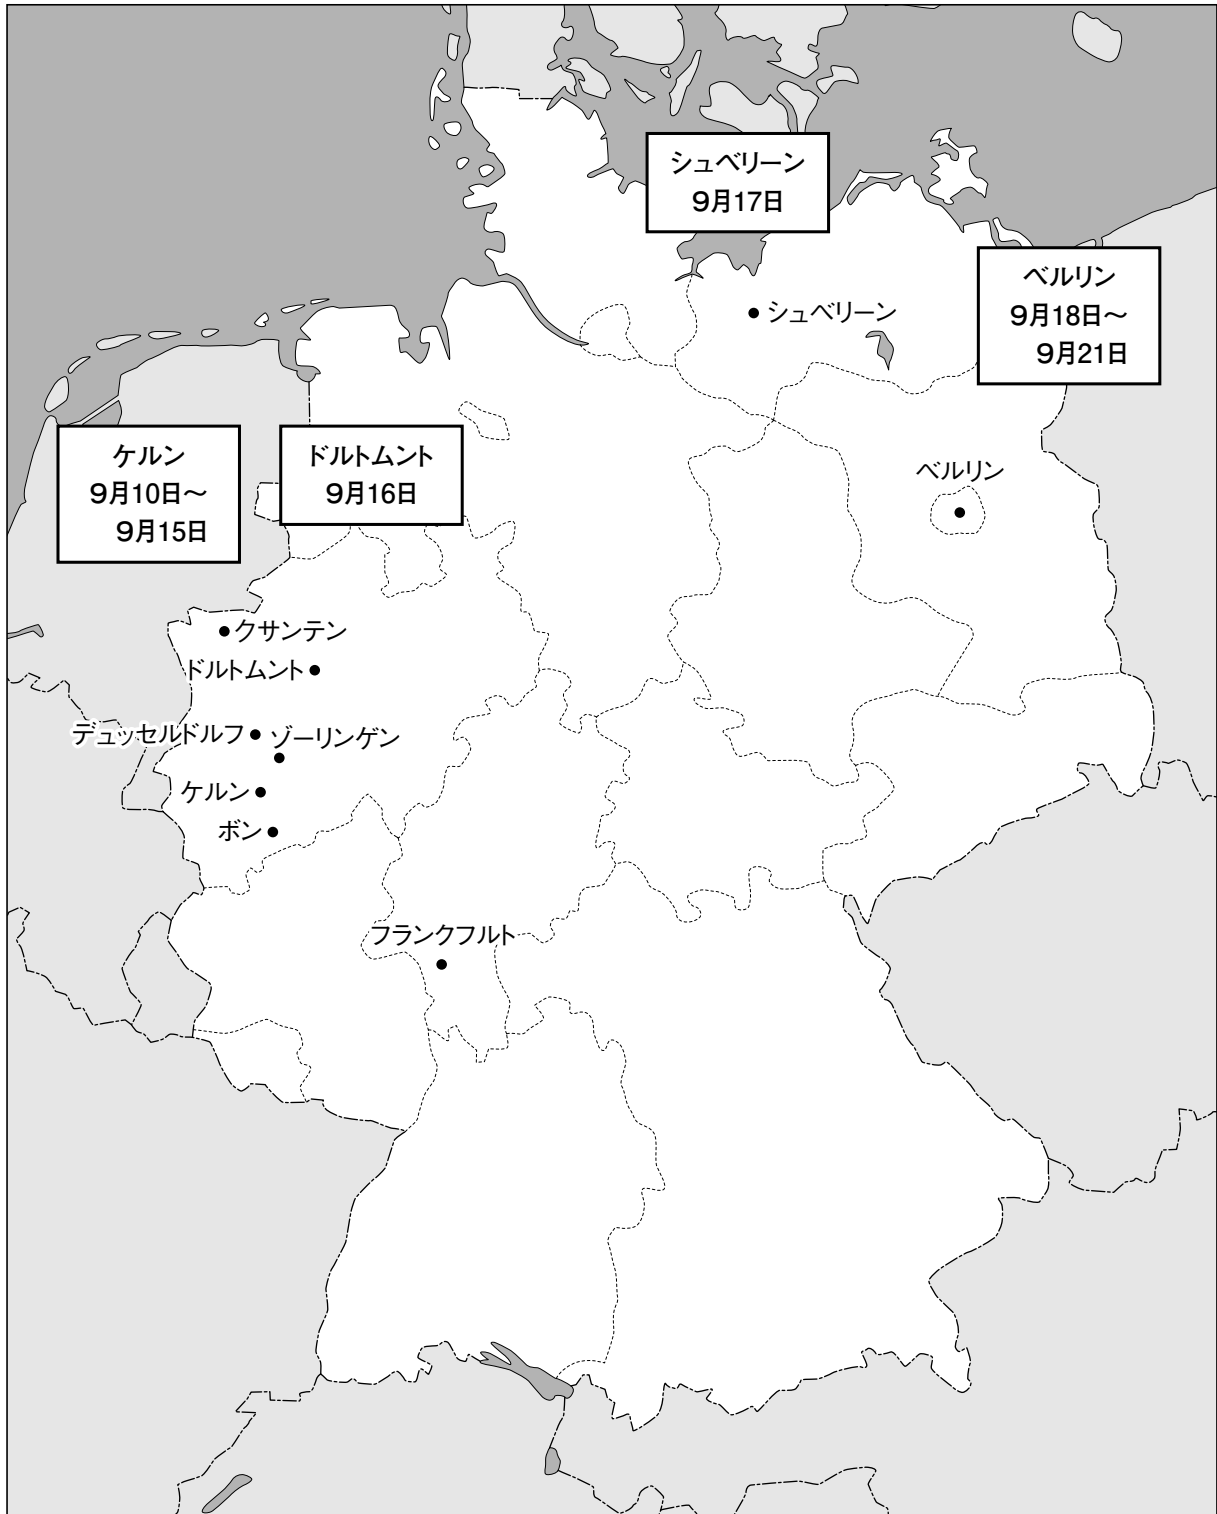 シュベリーン
9月17日
ベルリン
9月18日～
9月21日
シュベリーン
ケルン
9月10日～
9月15日
ドルトムント
9月16日
ベルリン
クサンテン
ドルトムント
デュッセルドルフ
ゾーリンゲン
ケルン
ボン
フランクフルト